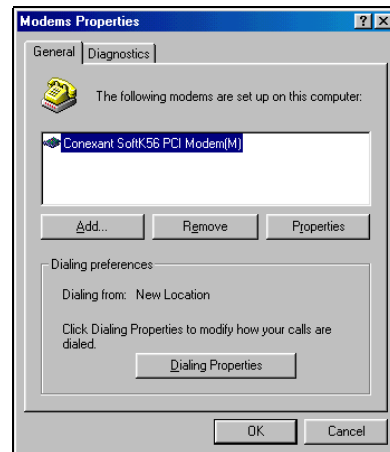 Modems Properties
General Diagnostics
The following modems are set up on this computer:
Conexant SoftK56 PCI Modem(M)
Add... Remove Properties
Dialing preferences
Dialing from: New Location
Click Dialing Properties to modify how your calls are
dialed.
Dialing Properties
OK Cancel